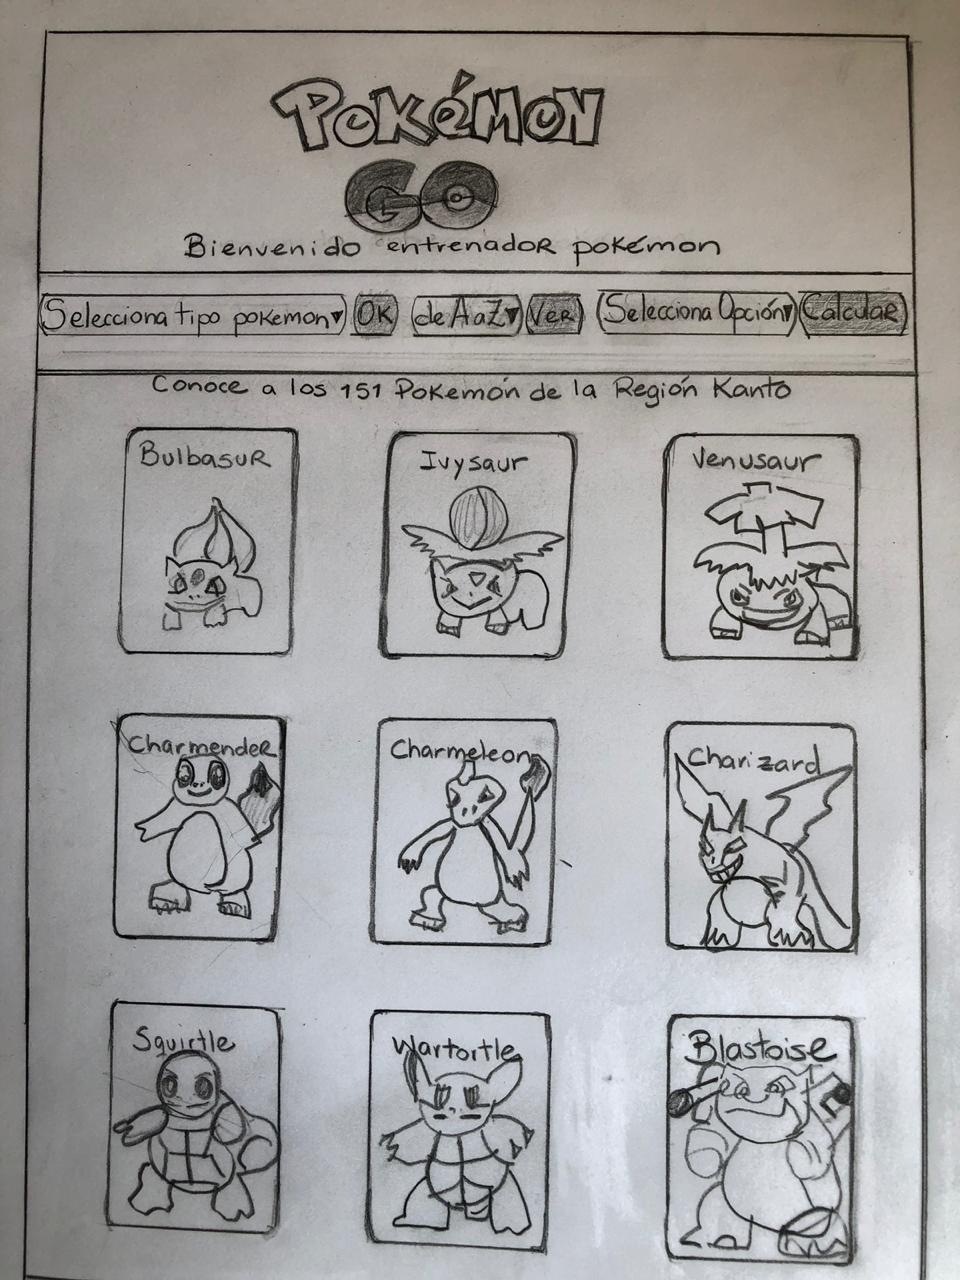 Pokémon
GO
Bienvenido entrenador pokémon
Selecciona tipo pokemon▾ OK de A a Z▾ Ver Selecciona Opción▾ Calcular
Conoce a los 151 Pokemón de la Región Kanto
Bulbasur Ivysaur Venusaur
Charmender Charmeleon Charizard
Squirtle Wartortle Blastoise